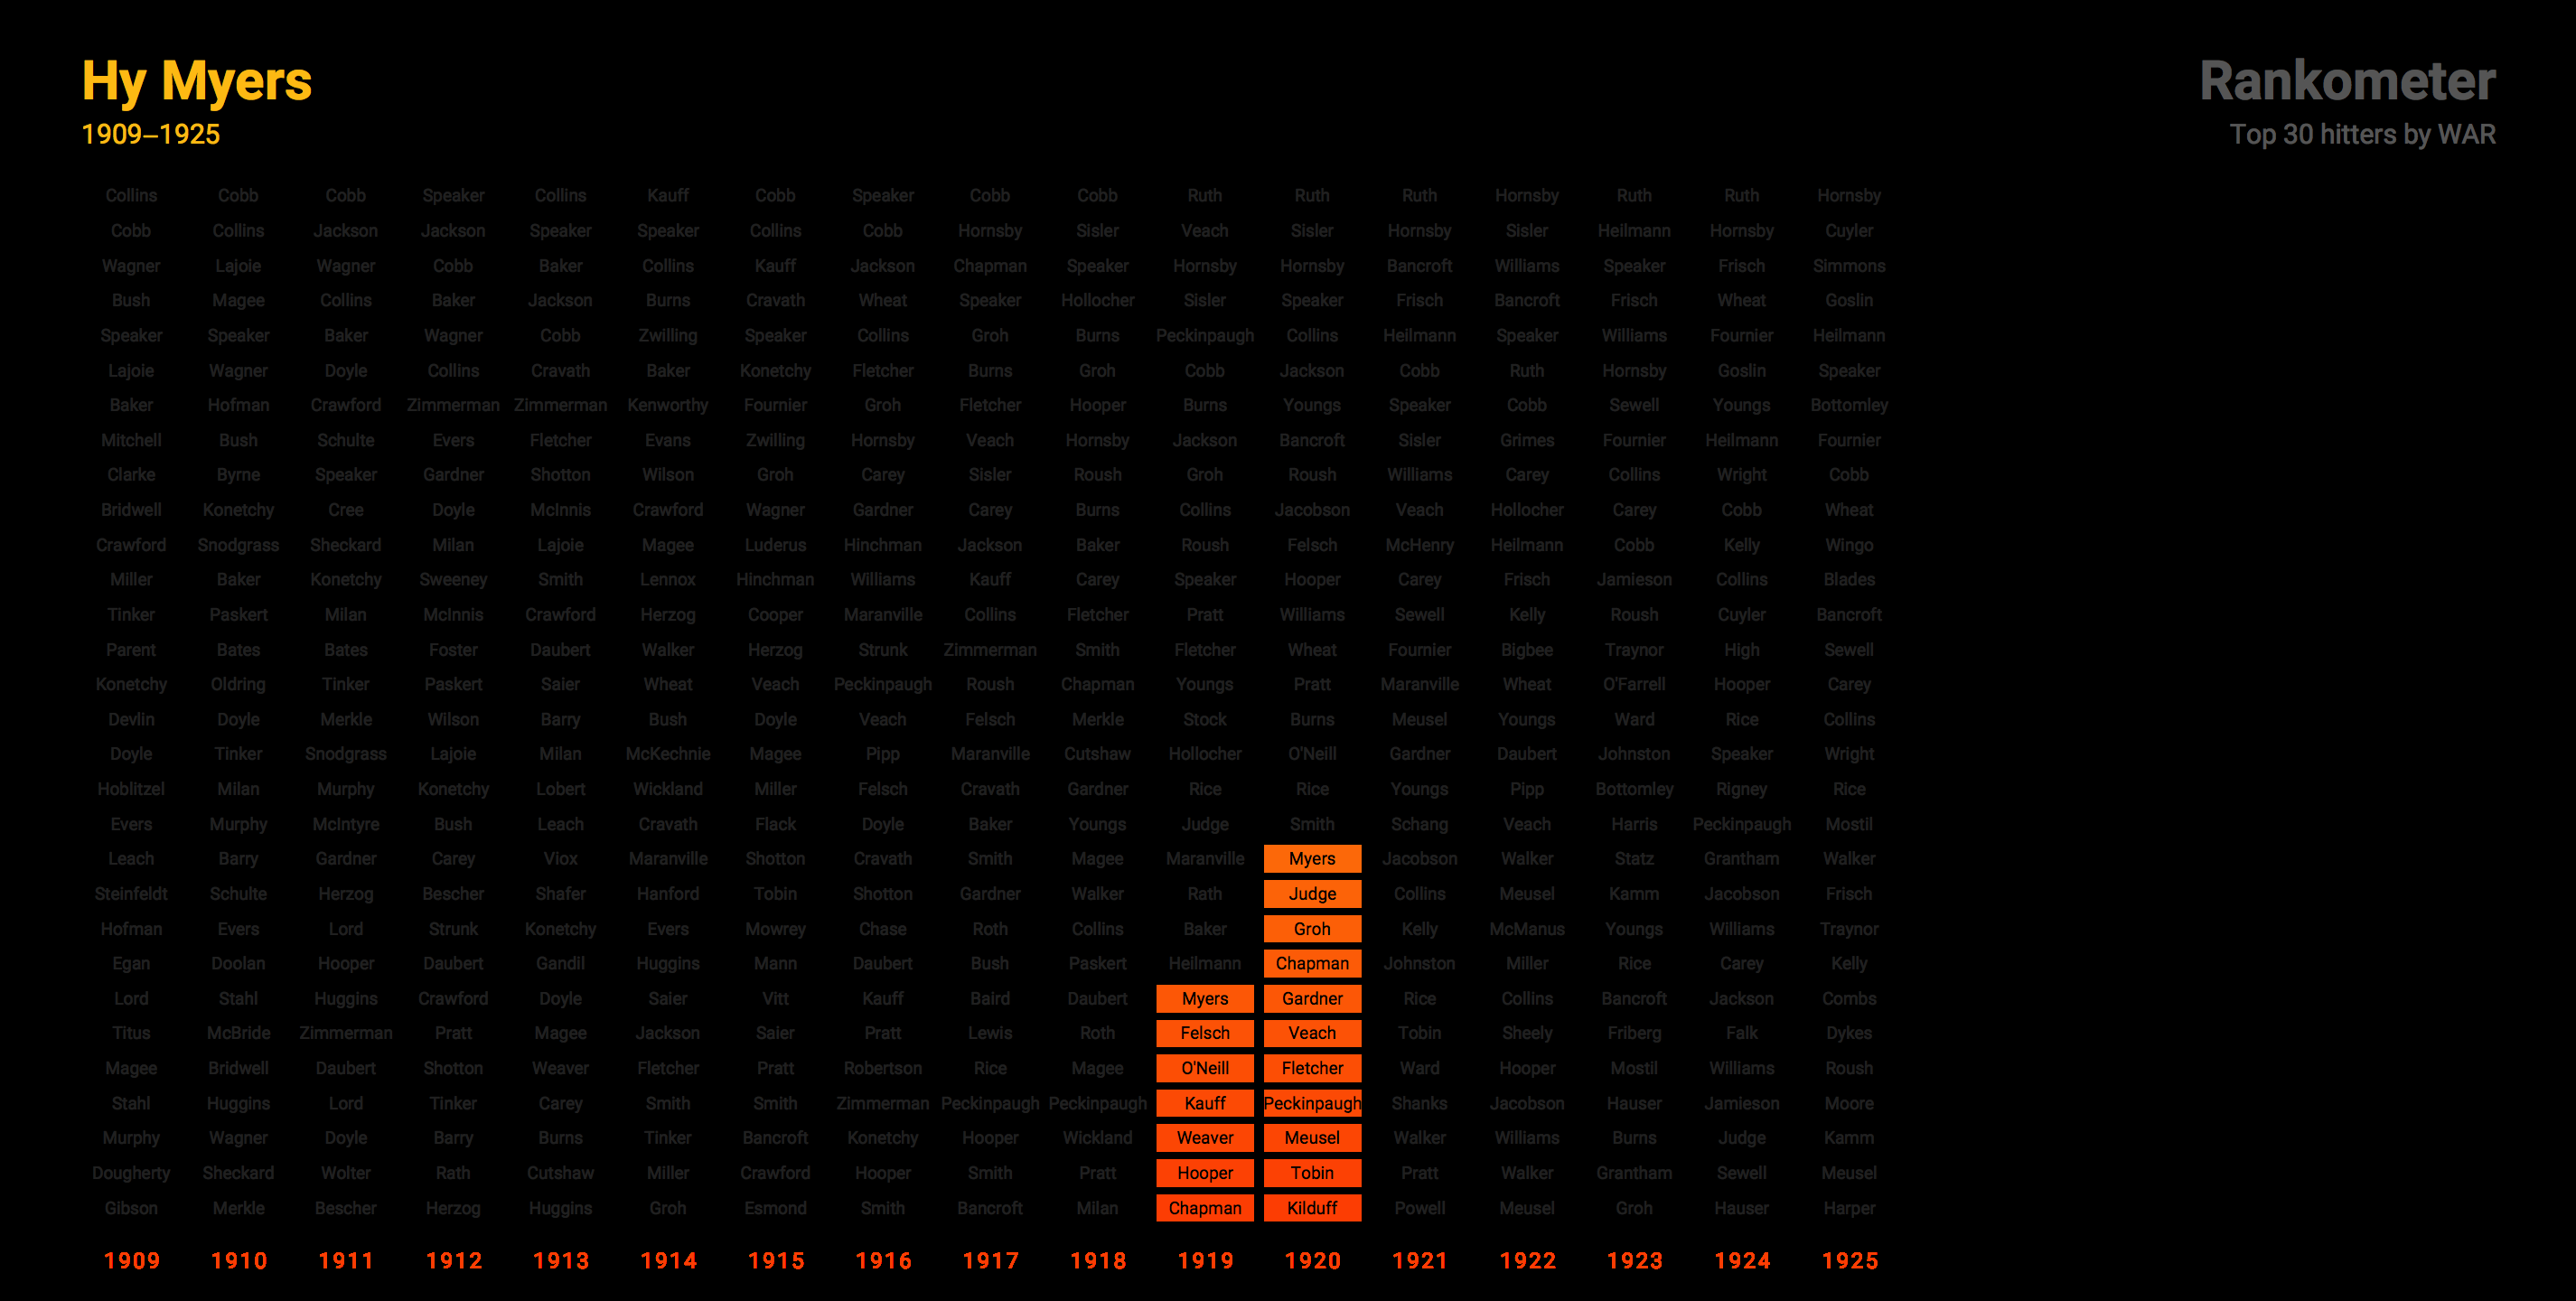 Hy Myers
1909–1925
Rankometer
Top 30 hitters by WAR
Collins Cobb Cobb Speaker Collins Kauff Cobb Speaker Cobb Cobb Ruth Ruth Ruth Hornsby Ruth Ruth Hornsby
Cobb Collins Jackson Jackson Speaker Speaker Collins Cobb Hornsby Sisler Veach Sisler Hornsby Sisler Heilmann Hornsby Cuyler
Wagner Lajoie Wagner Cobb Baker Collins Kauff Jackson Chapman Speaker Hornsby Hornsby Bancroft Williams Speaker Frisch Simmons
Bush Magee Collins Baker Jackson Burns Cravath Wheat Speaker Hollocher Sisler Speaker Frisch Bancroft Frisch Wheat Goslin
Speaker Speaker Baker Wagner Cobb Zwilling Speaker Collins Groh Burns Peckinpaugh Collins Heilmann Speaker Williams Fournier Heilmann
Lajoie Wagner Doyle Collins Cravath Baker Konetchy Fletcher Burns Groh Cobb Jackson Cobb Ruth Hornsby Goslin Speaker
Baker Hofman Crawford Zimmerman Zimmerman Kenworthy Fournier Groh Fletcher Hooper Burns Youngs Speaker Cobb Sewell Youngs Bottomley
Mitchell Bush Schulte Evers Fletcher Evans Zwilling Hornsby Veach Hornsby Jackson Bancroft Sisler Grimes Fournier Heilmann Fournier
Clarke Byrne Speaker Gardner Shotton Wilson Groh Carey Sisler Roush Groh Roush Williams Carey Collins Wright Cobb
Bridwell Konetchy Cree Doyle McInnis Crawford Wagner Gardner Carey Burns Collins Jacobson Veach Hollocher Carey Cobb Wheat
Crawford Snodgrass Sheckard Milan Lajoie Magee Luderus Hinchman Jackson Baker Roush Felsch McHenry Heilmann Cobb Kelly Wingo
Miller Baker Konetchy Sweeney Smith Lennox Hinchman Williams Kauff Carey Speaker Hooper Carey Frisch Jamieson Collins Blades
Tinker Paskert Milan McInnis Crawford Herzog Cooper Maranville Collins Fletcher Pratt Williams Sewell Kelly Roush Cuyler Bancroft
Parent Bates Bates Foster Daubert Walker Herzog Strunk Zimmerman Smith Fletcher Wheat Fournier Bigbee Traynor High Sewell
Konetchy Oldring Tinker Paskert Saier Wheat Veach Peckinpaugh Roush Chapman Youngs Pratt Maranville Wheat O'Farrell Hooper Carey
Devlin Doyle Merkle Wilson Barry Bush Doyle Veach Felsch Merkle Stock Burns Meusel Youngs Ward Rice Collins
Doyle Tinker Snodgrass Lajoie Milan McKechnie Magee Pipp Maranville Cutshaw Hollocher O'Neill Gardner Daubert Johnston Speaker Wright
Hoblitzel Milan Murphy Konetchy Lobert Wickland Miller Felsch Cravath Gardner Rice Rice Youngs Pipp Bottomley Rigney Rice
Evers Murphy McIntyre Bush Leach Cravath Flack Doyle Baker Youngs Judge Smith Schang Veach Harris Peckinpaugh Mostil
Leach Barry Gardner Carey Viox Maranville Shotton Cravath Smith Magee Maranville Myers Jacobson Walker Statz Grantham Walker
Steinfeldt Schulte Herzog Bescher Shafer Hanford Tobin Shotton Gardner Walker Rath Judge Collins Meusel Kamm Jacobson Frisch
Hofman Evers Lord Strunk Konetchy Evers Mowrey Chase Roth Collins Baker Groh Kelly McManus Youngs Williams Traynor
Egan Doolan Hooper Daubert Gandil Huggins Mann Daubert Bush Paskert Heilmann Chapman Johnston Miller Rice Carey Kelly
Lord Stahl Huggins Crawford Doyle Saier Vitt Kauff Baird Daubert Myers Gardner Rice Collins Bancroft Jackson Combs
Titus McBride Zimmerman Pratt Magee Jackson Saier Pratt Lewis Roth Felsch Veach Tobin Sheely Friberg Falk Dykes
Magee Bridwell Daubert Shotton Weaver Fletcher Pratt Robertson Rice Magee O'Neill Fletcher Ward Hooper Mostil Williams Roush
Stahl Huggins Lord Tinker Carey Smith Smith Zimmerman Peckinpaugh Peckinpaugh Kauff Peckinpaugh Shanks Jacobson Hauser Jamieson Moore
Murphy Wagner Doyle Barry Burns Tinker Bancroft Konetchy Hooper Wickland Weaver Meusel Walker Williams Burns Judge Kamm
Dougherty Sheckard Wolter Rath Cutshaw Miller Crawford Hooper Smith Pratt Hooper Tobin Pratt Walker Grantham Sewell Meusel
Gibson Merkle Bescher Herzog Huggins Groh Esmond Smith Bancroft Milan Chapman Kilduff Powell Meusel Groh Hauser Harper
1909 1910 1911 1912 1913 1914 1915 1916 1917 1918 1919 1920 1921 1922 1923 1924 1925